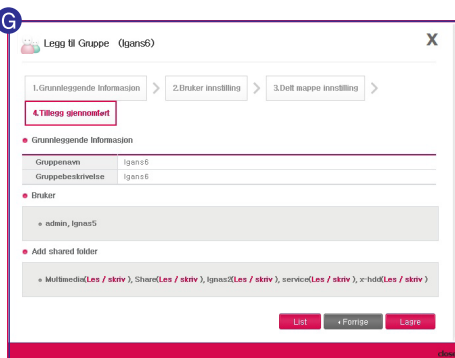 G
Legg til Gruppe (lgans6)
X
1.Grunnleggende Informasjon
2.Bruker innstilling
3.Delt mappe innstilling
4.Tillegg gjennomført
Grunnleggende Informasjon
Gruppenavn lgans6
Gruppebeskrivelse lgans6
Bruker
admin, lgnas5
Add shared folder
Multimedia(Les / skriv ), Share(Les / skriv ), lgnas2(Les / skriv ), service(Les / skriv ), x-hdd(Les / skriv )
List
Forrige
Lagre
close